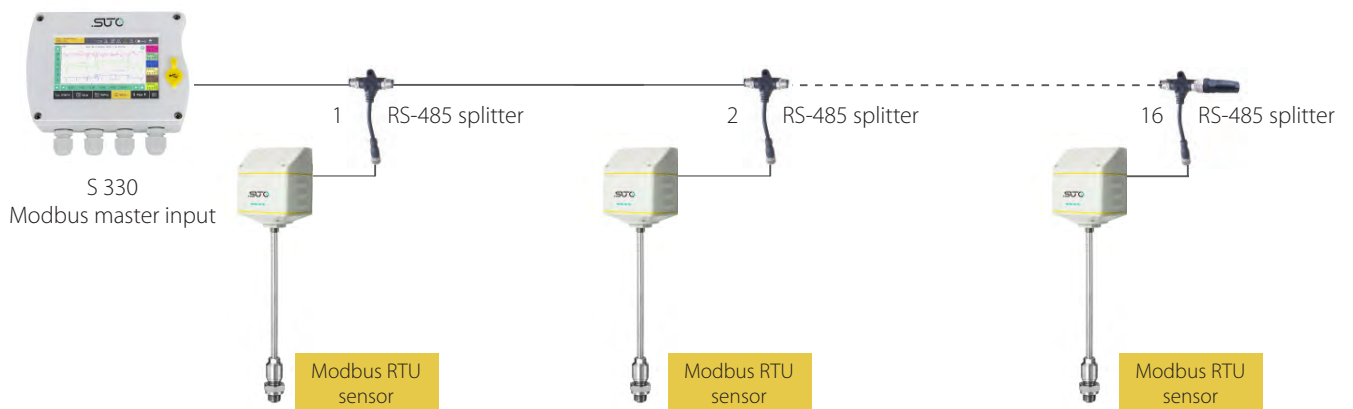 SUTO
1 RS-485 splitter
2 RS-485 splitter
16 RS-485 splitter
S 330
Modbus master input
SUTO
SUTO
SUTO
Modbus RTU
sensor
Modbus RTU
sensor
Modbus RTU
sensor